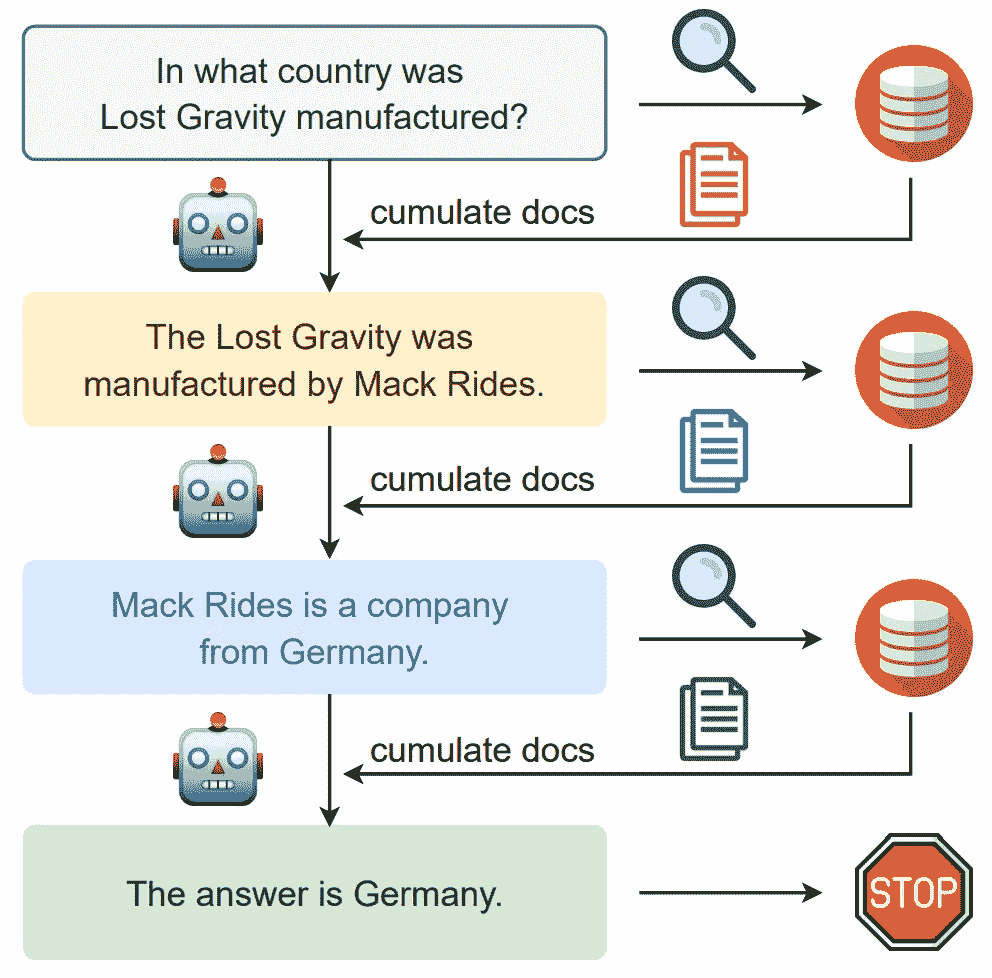 In what country was
Lost Gravity manufactured?
cumulate docs
The Lost Gravity was
manufactured by Mack Rides.
cumulate docs
Mack Rides is a company
from Germany.
cumulate docs
The answer is Germany.
STOP